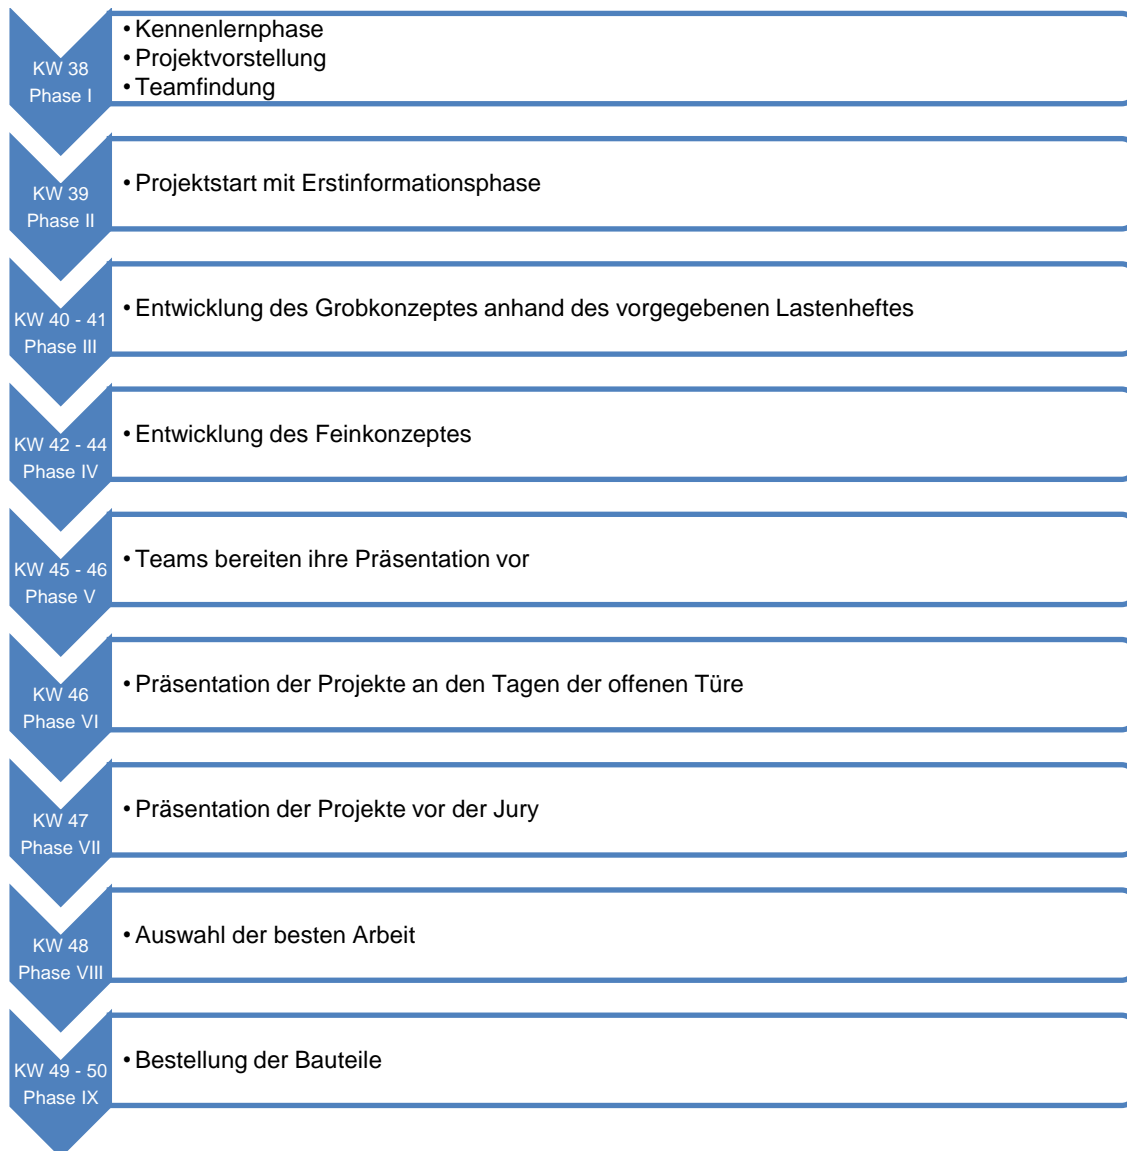 KW 38
Phase I
• Kennenlernphase
• Projektvorstellung
• Teamfindung
KW 39
Phase II
• Projektstart mit Erstinformationsphase
KW 40 - 41
Phase III
• Entwicklung des Grobkonzeptes anhand des vorgegebenen Lastenheftes
KW 42 - 44
Phase IV
• Entwicklung des Feinkonzeptes
KW 45 - 46
Phase V
• Teams bereiten ihre Präsentation vor
KW 46
Phase VI
• Präsentation der Projekte an den Tagen der offenen Türe
KW 47
Phase VII
• Präsentation der Projekte vor der Jury
KW 48
Phase VIII
• Auswahl der besten Arbeit
KW 49 - 50
Phase IX
• Bestellung der Bauteile